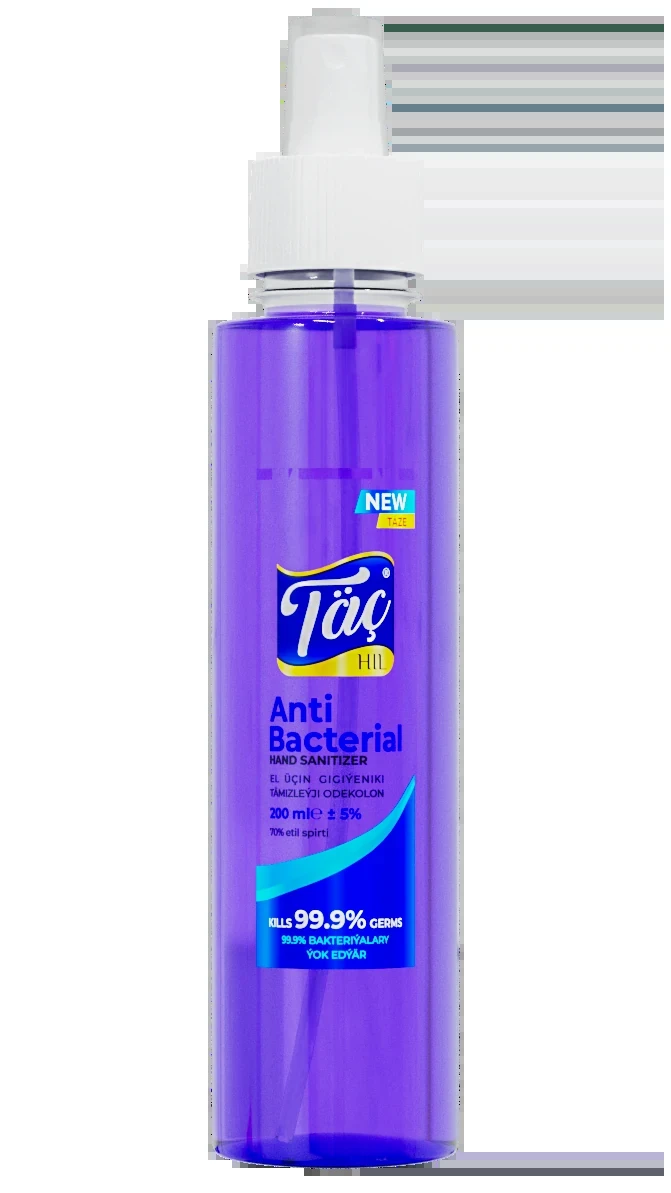 NEW
TÄZE
Täç®
HIL
Anti
Bacterial
HAND SANITIZER
EL ÜÇIN GIGIÝENIKI
TÄMIZLEÝJI ODEKOLON
200 ml℮ ± 5%
70% etil spirti
KILLS 99.9% GERMS
99.9% BAKTERIÝALARY
ÝOK EDÝÄR